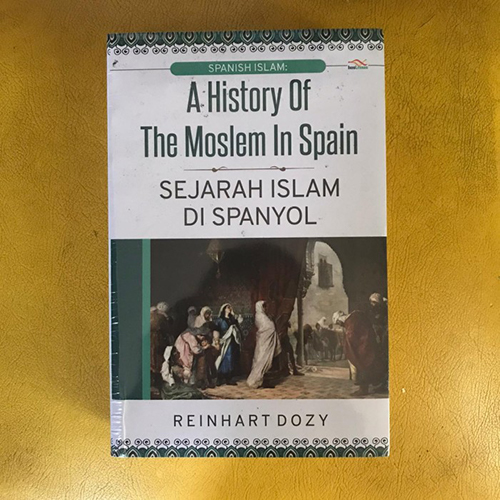 SPANISH ISLAM:
A History Of
The Moslem In Spain
SEJARAH ISLAM
DI SPANYOL
REINHART DOZY